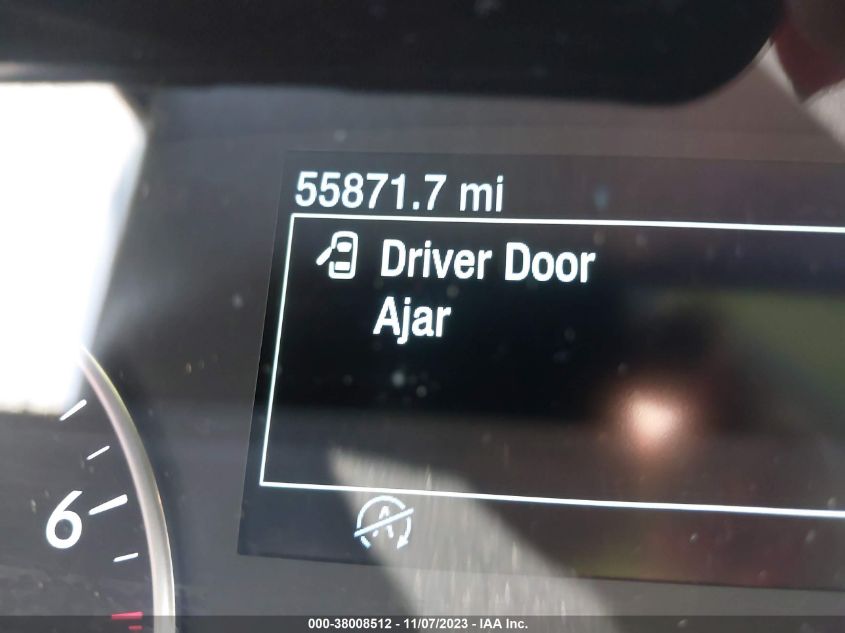 55871.7 mi
Driver Door
Ajar
6
A
000-38008512 - 11/07/2023 - IAA Inc.